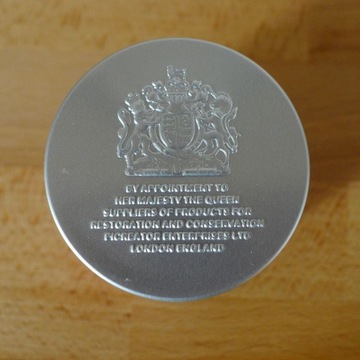 BY APPOINTMENT TO
HER MAJESTY THE QUEEN
SUPPLIERS OF PRODUCTS FOR
RESTORATION AND CONSERVATION
PICREATOR ENTERPRISES LTD
LONDON ENGLAND